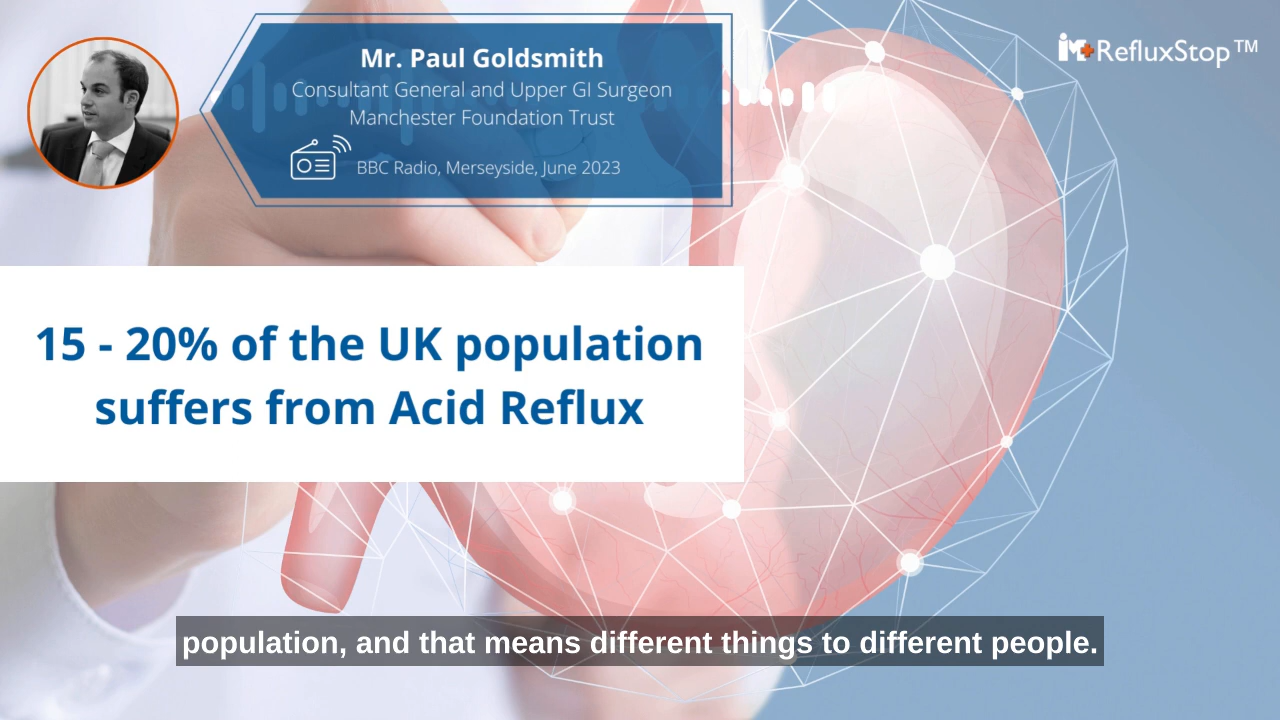 Mr. Paul Goldsmith
Consultant General and Upper GI Surgeon
Manchester Foundation Trust
BBC Radio, Merseyside, June 2023
im RefluxStop™
15 - 20% of the UK population
suffers from Acid Reflux
population, and that means different things to different people.